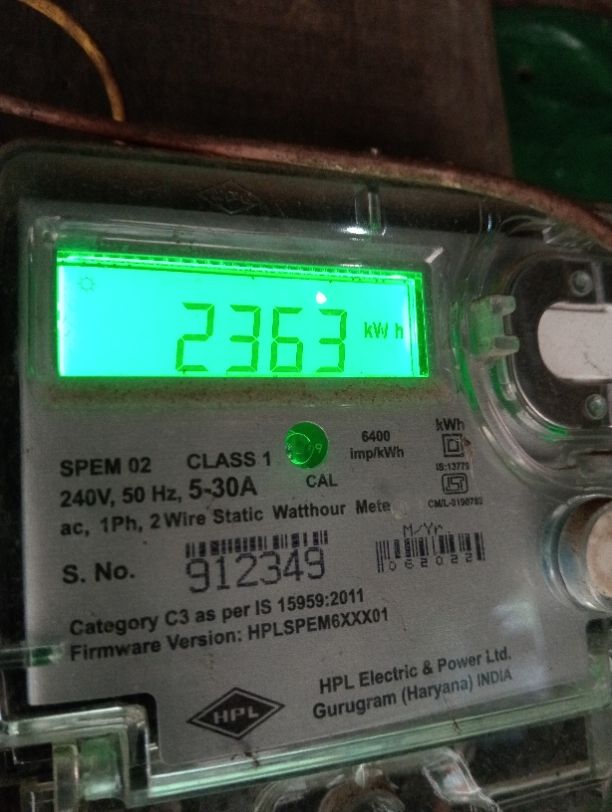 2363 kWh
SPEM 02 CLASS 1 6400 imp/kWh kWh
240V, 50 Hz, 5-30A CAL IS:13779
ac, 1Ph, 2 Wire Static Watthour Mete
M/Yr
S. No. 912349 062022
Category C3 as per IS 15959:2011
Firmware Version: HPLSPEM6XXX01
HPL Electric & Power Ltd.
HPL Gurugram (Haryana) INDIA